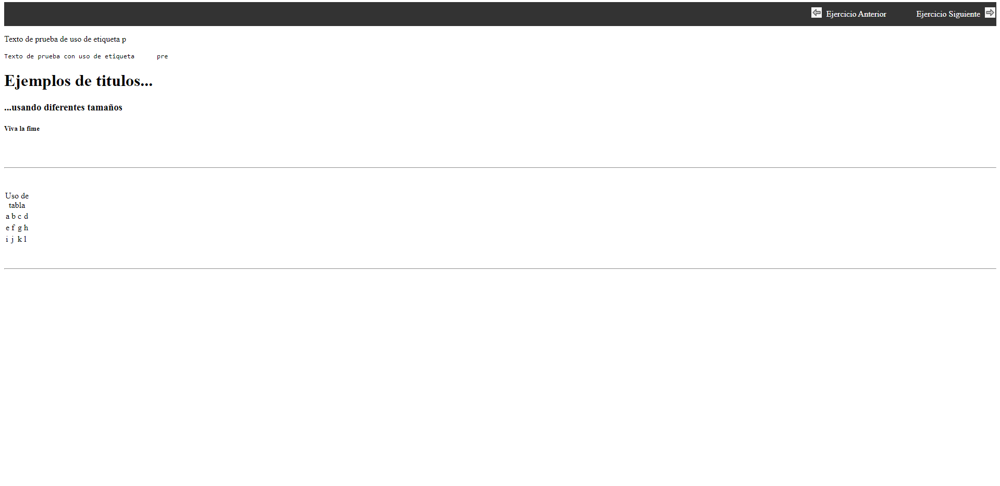 Ejercicio Anterior Ejercicio Siguiente
Texto de prueba de uso de etiqueta p
Texto de prueba con uso de etiqueta      pre
Ejemplos de titulos...
...usando diferentes tamaños
Viva la fime
Uso de
tabla
a b c d
e f g h
i j k l